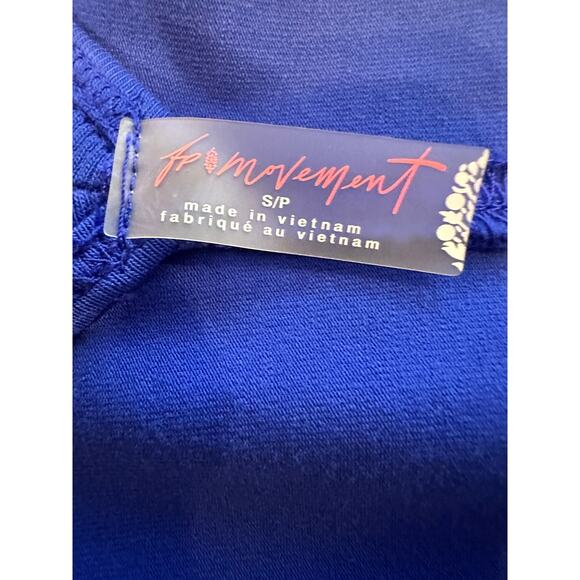 fp movement
S/P
made in vietnam
fabriqué au vietnam